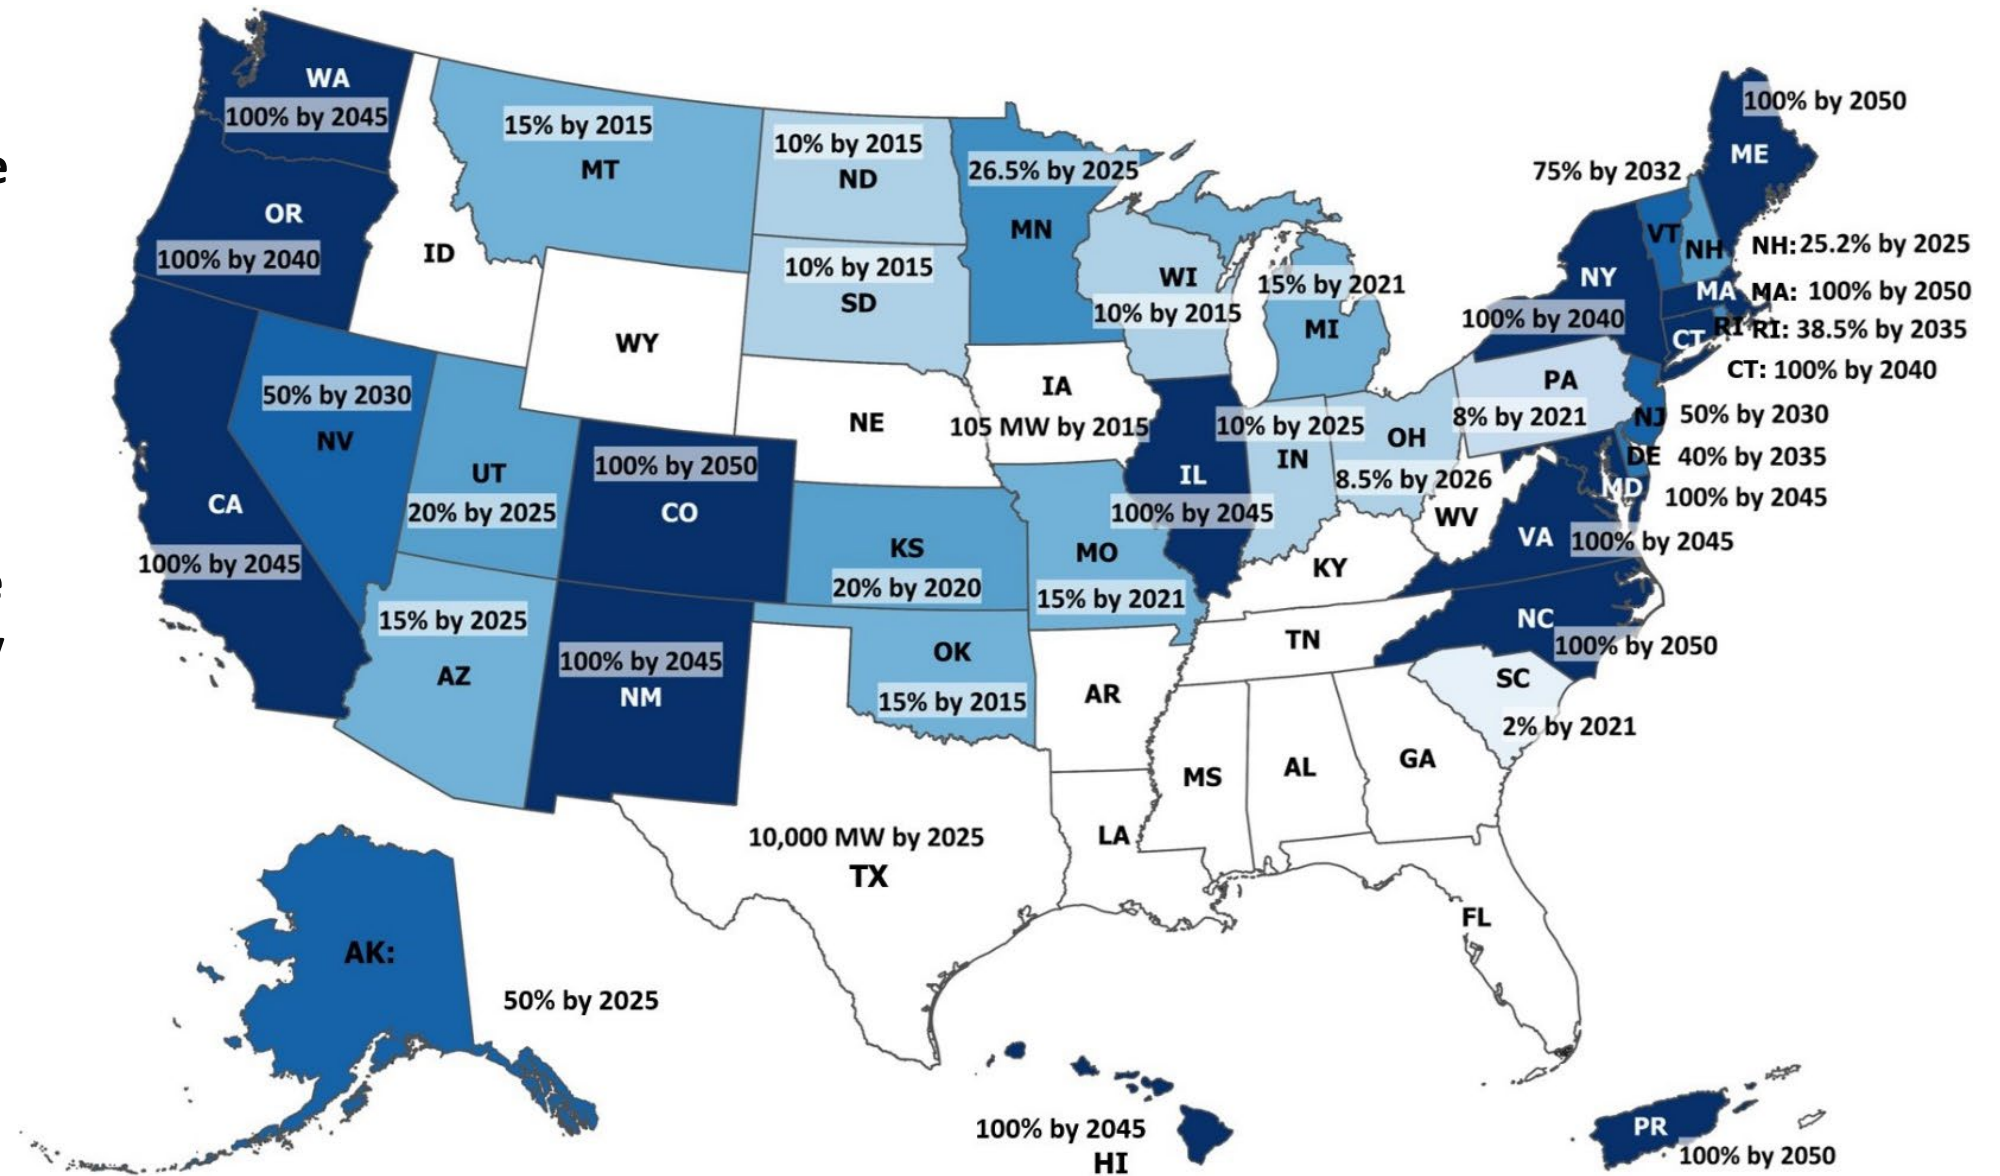 WA
100% by 2045
OR
100% by 2040
CA
100% by 2045
ID
50% by 2030
NV
15% by 2015
MT
WY
UT
20% by 2025
15% by 2025
AZ
100% by 2050
CO
100% by 2045
NM
10% by 2015
ND
10% by 2015
SD
NE
KS
20% by 2020
OK
15% by 2015
10,000 MW by 2025
TX
26.5% by 2025
MN
IA
105 MW by 2015
MO
15% by 2021
AR
LA
WI
10% by 2015
IL
100% by 2045
15% by 2021
MI
10% by 2025
IN
OH
8.5% by 2026
KY
TN
MS
AL
GA
FL
WV
PA
8% by 2021
NY
100% by 2040
75% by 2032
VT
NH
100% by 2050
ME
NH: 25.2% by 2025
MA
MA: 100% by 2050
RI
RI: 38.5% by 2035
CT
CT: 100% by 2040
NJ
50% by 2030
DE
40% by 2035
MD
100% by 2045
VA
100% by 2045
NC
100% by 2050
SC
2% by 2021
AK:
50% by 2025
100% by 2045
HI
PR
100% by 2050